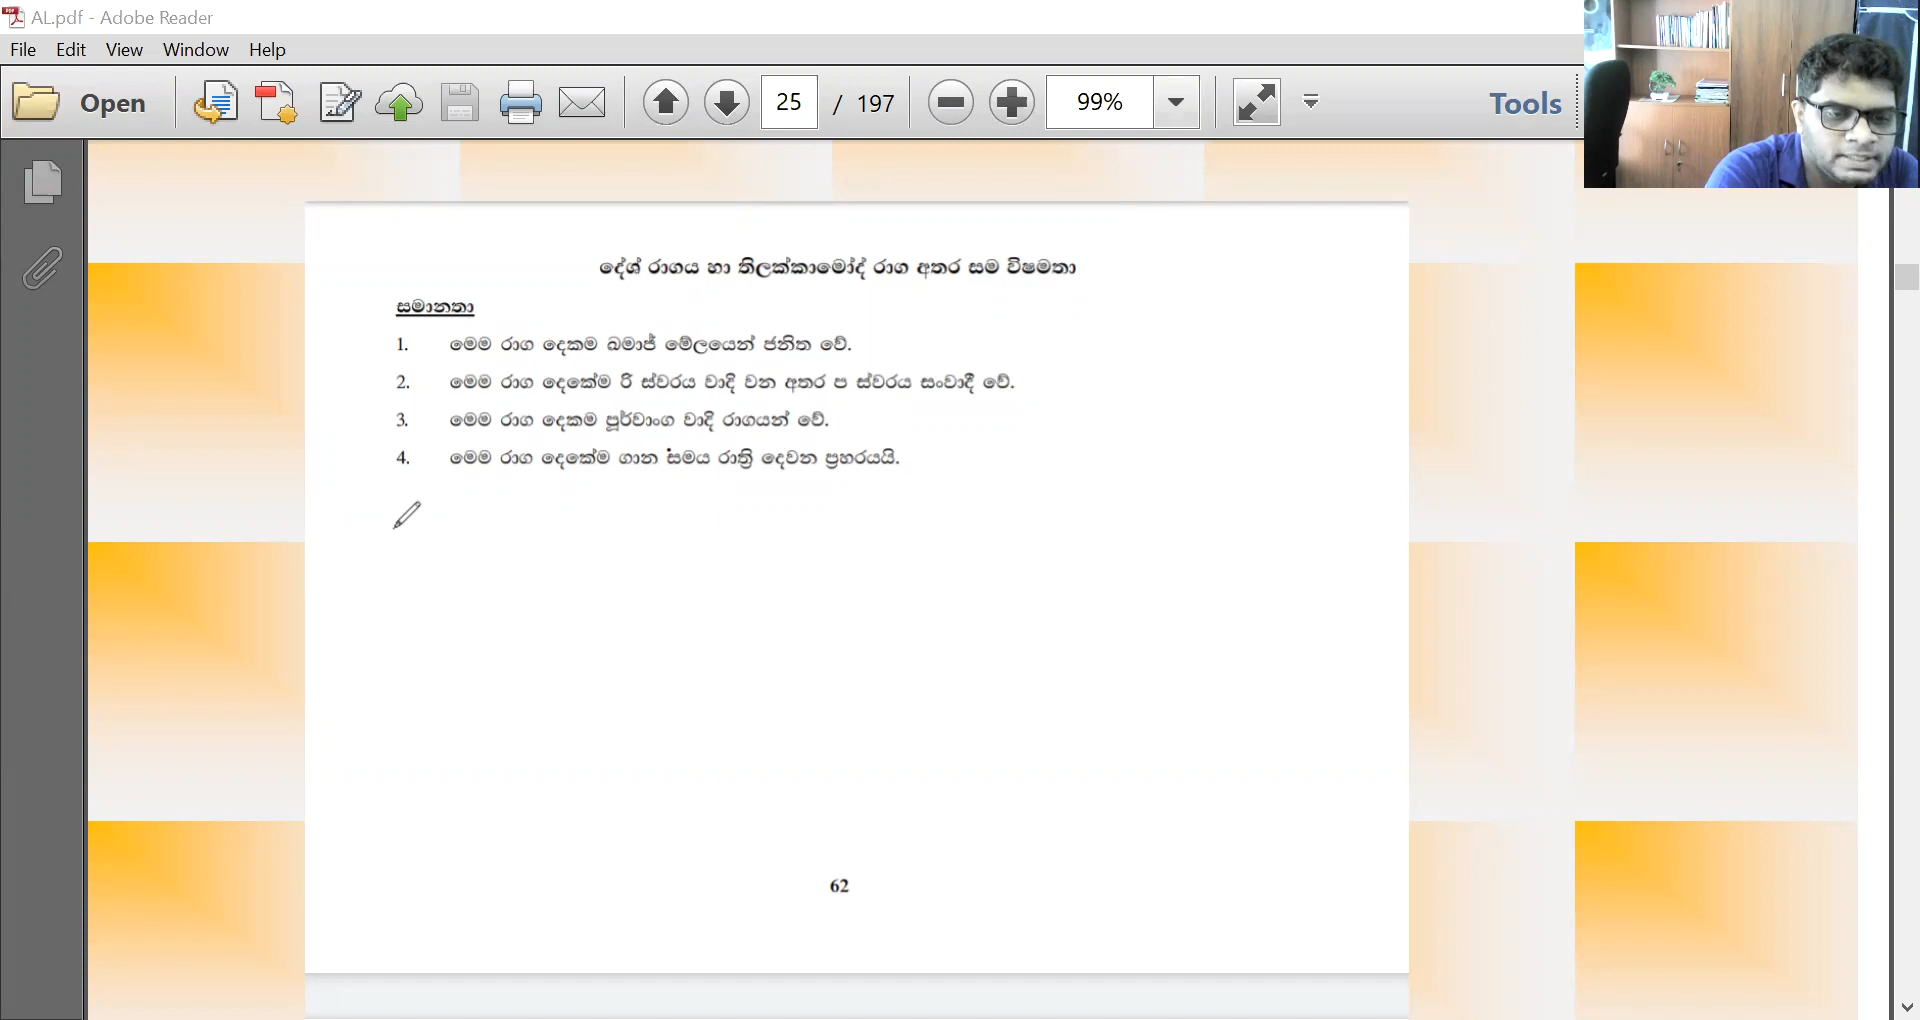 AL.pdf - Adobe Reader
File Edit View Window Help
Open 25 / 197 99% Tools
දේශ් රාගය හා තිලක්කාමෝද් රාග අතර සම විෂමතා
සමානතා
1. මෙම රාග දෙකම ඛමාජ් මේලයෙන් ජනිත වේ.
2. මෙම රාග දෙකේම රි ස්වරය වාදි වන අතර ප ස්වරය සංවාදී වේ.
3. මෙම රාග දෙකම පූර්වාංග වාදි රාගයන් වේ.
4. මෙම රාග දෙකේම ගාන සමය රාත්‍රි දෙවන ප්‍රහරයයි.
62